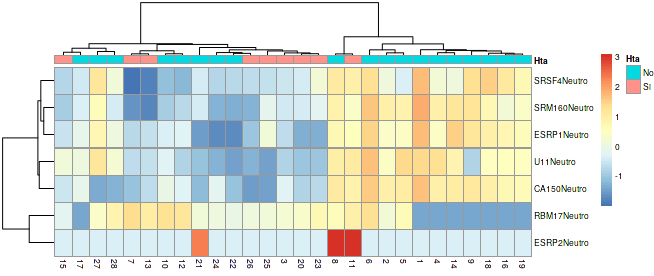 Hta
SRSF4Neutro
SRM160Neutro
ESRP1Neutro
U11Neutro
CA150Neutro
RBM17Neutro
ESRP2Neutro
15 17 27 28 7 13 10 12 21 24 22 26 25 3 20 23 8 11 6 2 5 1 4 14 9 18 16 19
3
2
1
0
-1
Hta
No
SI